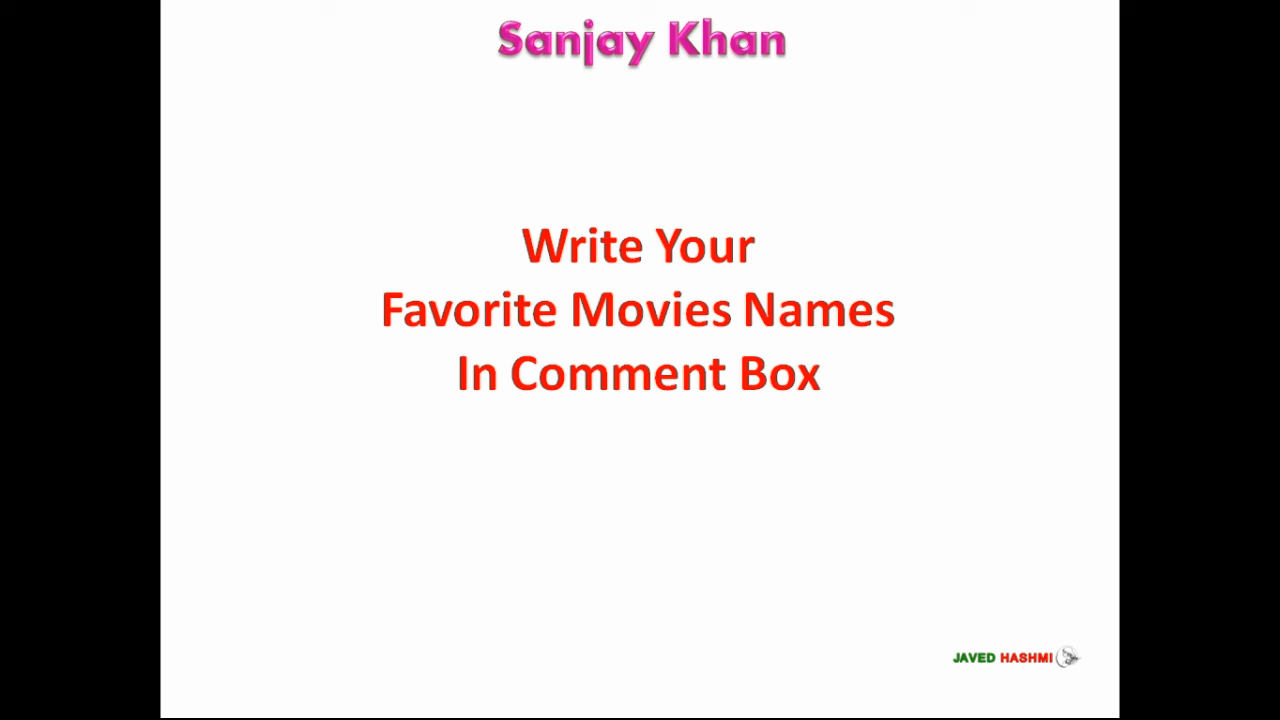 Sanjay Khan
Write Your
Favorite Movies Names
In Comment Box
JAVED HASHMI